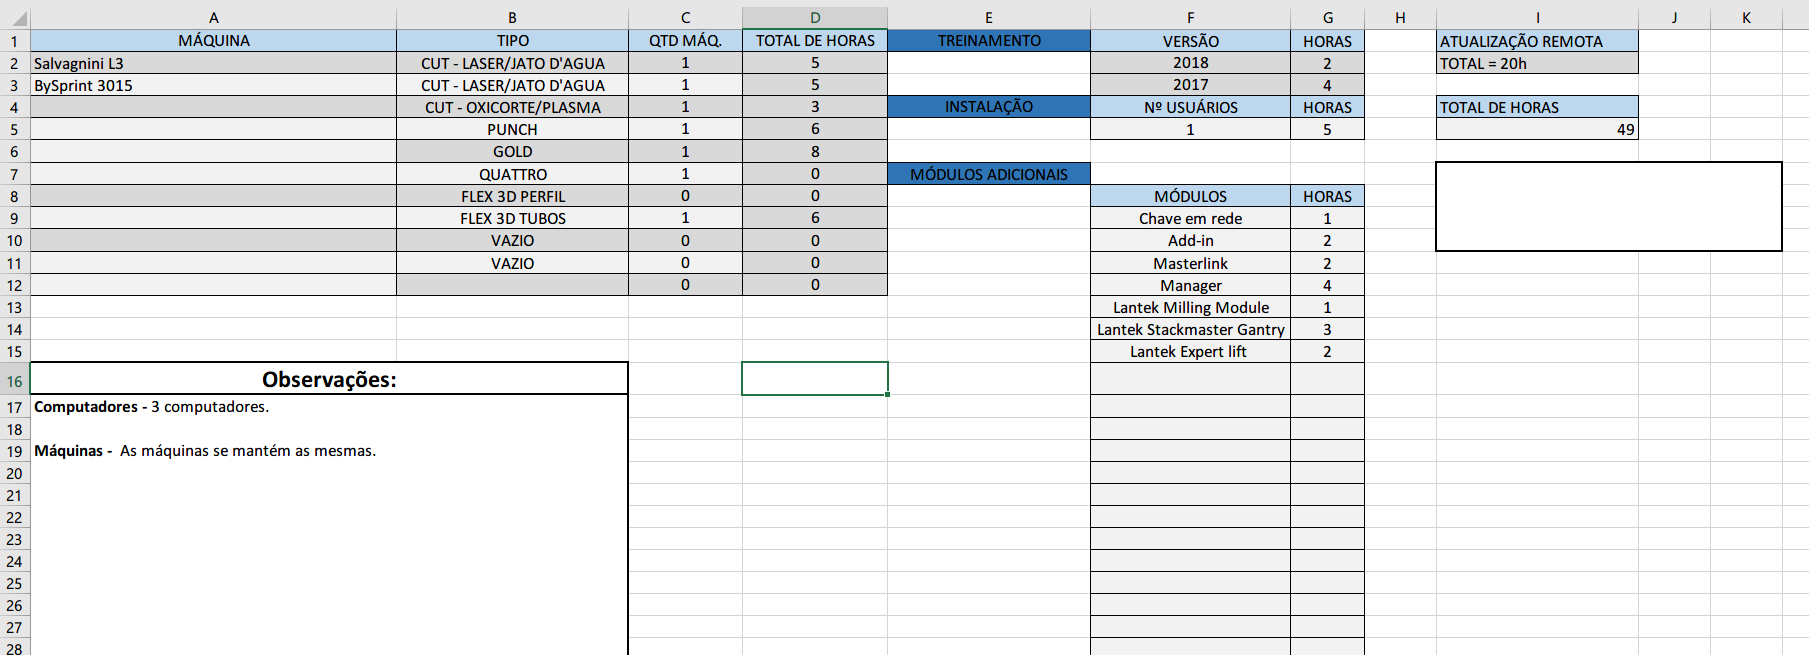 A B C D E F G H I J K
1 MÁQUINA TIPO QTD MÁQ. TOTAL DE HORAS TREINAMENTO VERSÃO HORAS ATUALIZAÇÃO REMOTA
2 Salvagnini L3 CUT - LASER/JATO D'AGUA 1 5 2018 2 TOTAL = 20h
3 BySprint 3015 CUT - LASER/JATO D'AGUA 1 5 2017 4
4 CUT - OXICORTE/PLASMA 1 3 INSTALAÇÃO Nº USUÁRIOS HORAS TOTAL DE HORAS
5 PUNCH 1 6 1 5 49
6 GOLD 1 8
7 QUATTRO 1 0 MÓDULOS ADICIONAIS
8 FLEX 3D PERFIL 0 0 MÓDULOS HORAS
9 FLEX 3D TUBOS 1 6 Chave em rede 1
10 VAZIO 0 0 Add-in 2
11 VAZIO 0 0 Masterlink 2
12 0 0 Manager 4
13 Lantek Milling Module 1
14 Lantek Stackmaster Gantry 3
15 Lantek Expert lift 2
16 Observações:
17 Computadores - 3 computadores.
18
19 Máquinas - As máquinas se mantém as mesmas.
20
21
22
23
24
25
26
27
28